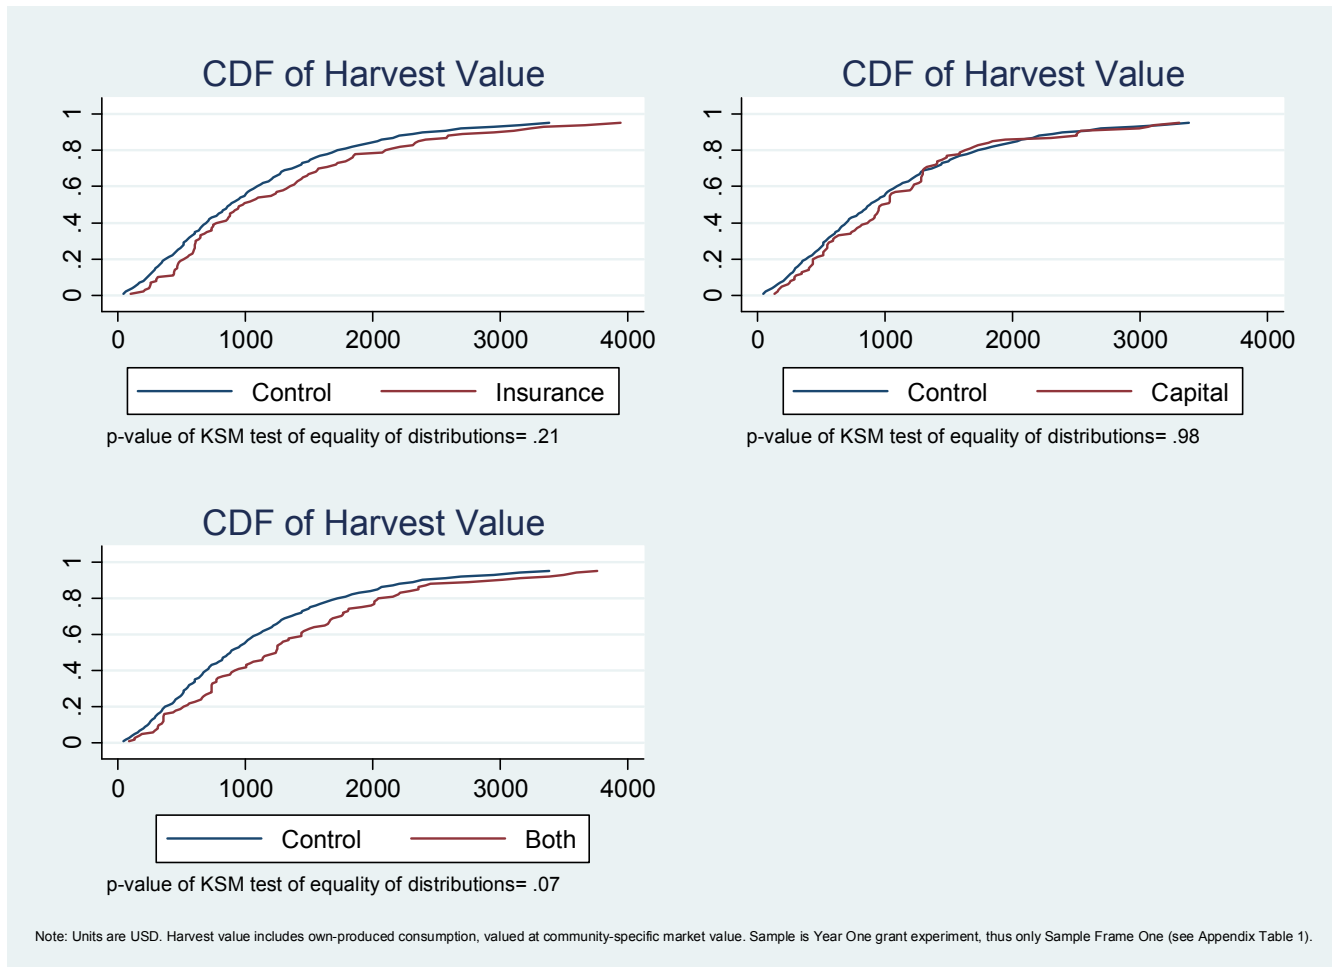 CDF of Harvest Value
1
.8
.6
.4
.2
0
0 1000 2000 3000 4000
Control Insurance
p-value of KSM test of equality of distributions= .21
CDF of Harvest Value
1
.8
.6
.4
.2
0
0 1000 2000 3000 4000
Control Capital
p-value of KSM test of equality of distributions= .98
CDF of Harvest Value
1
.8
.6
.4
.2
0
0 1000 2000 3000 4000
Control Both
p-value of KSM test of equality of distributions= .07
Note: Units are USD. Harvest value includes own-produced consumption, valued at community-specific market value. Sample is Year One grant experiment, thus only Sample Frame One (see Appendix Table 1).